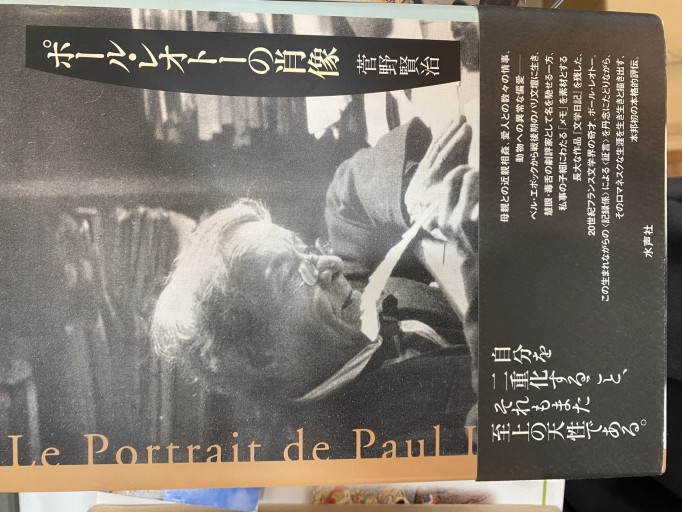 ポール・レオトーの肖像
菅野賢治
Le Portrait de Paul L
母親との近親相姦、愛人との数々の情事、
動物への異常な偏愛——
ベル・エポックから戦後期のパリ文壇に生き、
慧眼・毒舌の劇評家として名を馳せる一方、
私事の子細にわたる「メモ」を素材とする
長大な作品『文学日記』を残した、
20世紀フランス文学界の奇才、ポール・レオトー。
この生まれながらの〈記録係〉による〈証言〉を丹念にたどりながら、
そのロマネスクな生涯を生き生きと描き出す、
本邦初の本格的評伝。
水声社
自分を
二重化すること、
それもまた
至上の天性である。